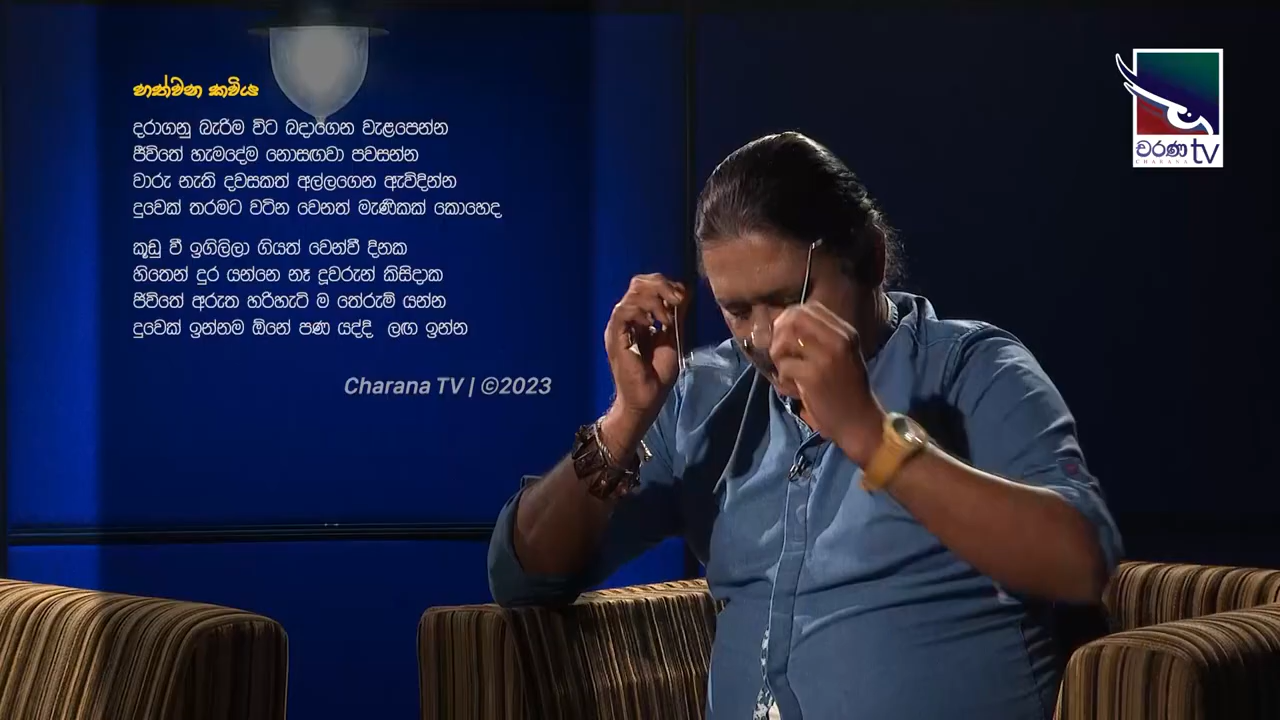 හත්වන කවිය
දරාගනු බැරිම විට බදාගෙන වැළපෙන්න
ජීවිතේ හැමදේම නොසඟවා පවසන්න
වාරු නැති දවසකත් අල්ලගෙන ඇවිදින්න
දුවෙක් තරමට වටින වෙනත් මැණිකක් කොහෙද
කූඩු වී ඉගිලිලා ගියත් වෙන්වී දිනක
හිතෙන් දුර යන්නෙ නෑ දූවරුන් කිසිදාක
ජිවිතේ අරුත හරිහැටි ම තේරුම් යන්න
දුවෙක් ඉන්නම ඕනේ පණ යද්දි ලඟ ඉන්න
Charana TV | ©2023
චරණ tv
CHARANA